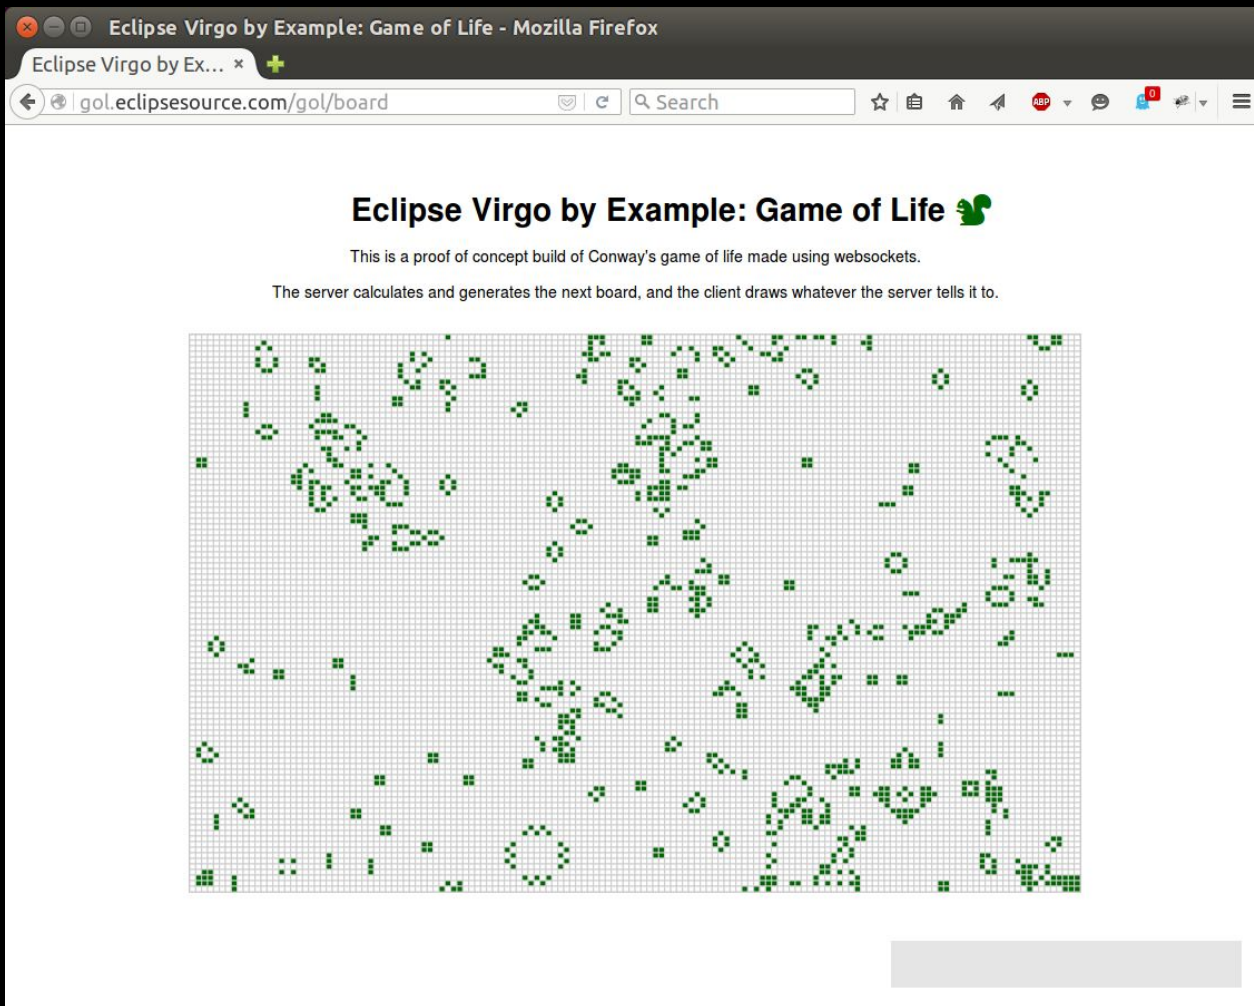 Eclipse Virgo by Example: Game of Life - Mozilla Firefox
Eclipse Virgo by Ex...
gol.eclipsesource.com/gol/board
Search
ABP
0
Eclipse Virgo by Example: Game of Life
This is a proof of concept build of Conway's game of life made using websockets.
The server calculates and generates the next board, and the client draws whatever the server tells it to.